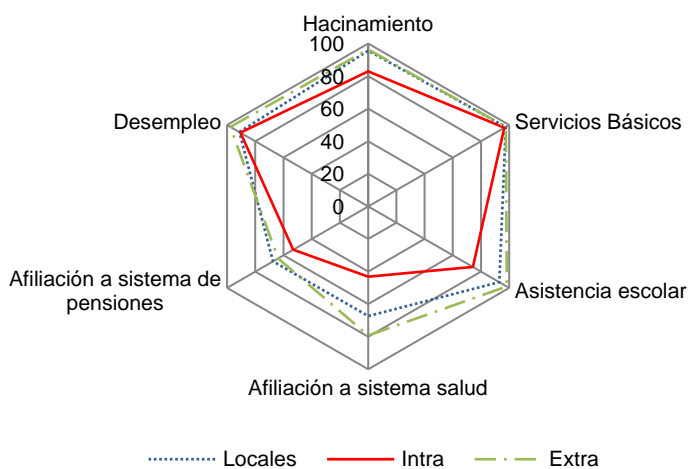 Hacinamiento
100
80
60
40
20
0
Desempleo
Servicios Básicos
Afiliación a sistema de
pensiones
Asistencia escolar
Afiliación a sistema salud
Locales Intra Extra